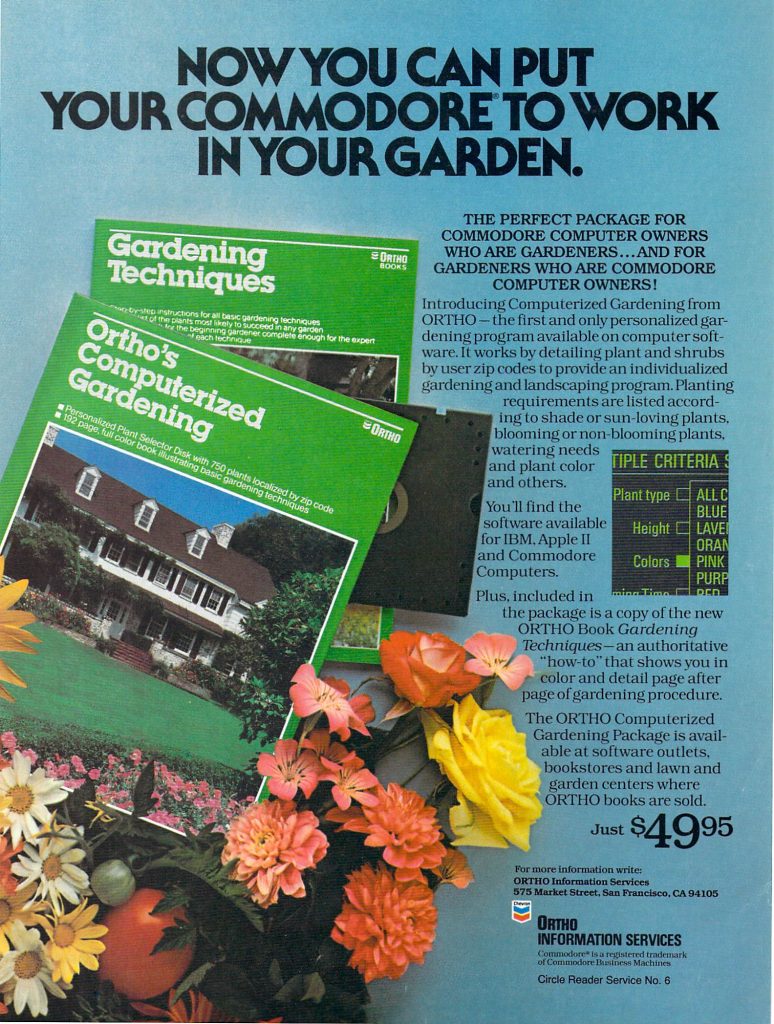 NOW YOU CAN PUT
YOUR COMMODORE® TO WORK
IN YOUR GARDEN.
THE PERFECT PACKAGE FOR
COMMODORE COMPUTER OWNERS
WHO ARE GARDENERS...AND FOR
GARDENERS WHO ARE COMMODORE
COMPUTER OWNERS!
Introducing Computerized Gardening from
ORTHO – the first and only personalized gar-
dening program available on computer soft-
ware. It works by detailing plant and shrubs
by user zip codes to provide an individualized
gardening and landscaping program. Planting
requirements are listed accord-
ing to shade or sun-loving plants,
blooming or non-blooming plants,
watering needs
and plant color
and others.
You'll find the
software available
for IBM, Apple II
and Commodore
Computers.
Plus, included in
the package is a copy of the new
ORTHO Book Gardening
Techniques – an authoritative
"how-to" that shows you in
color and detail page after
page of gardening procedure.
The ORTHO Computerized
Gardening Package is avail-
able at software outlets,
bookstores and lawn and
garden centers where
ORTHO books are sold.
Just $49.95
For more information write:
ORTHO Information Services
575 Market Street, San Francisco, CA 94105
Chevron
ORTHO
INFORMATION SERVICES
Commodore® is a registered trademark
of Commodore Business Machines
Circle Reader Service No. 6
Gardening
Techniques
ORTHO
BOOKS
step-by-step instructions for all basic gardening techniques
list of the plants most likely to succeed in any garden
for the beginning gardener complete enough for the expert
of each technique
Ortho's
Computerized
Gardening
ORTHO
■ Personalized Plant Selector Disk with 750 plants localized by zip code
■ 192 page, full color book illustrating basic gardening techniques
TIPLE CRITERIA S
Plant type ALL C
BLUE
Height LAVE
ORAN
Colors PINK
PURP
ming Time RED